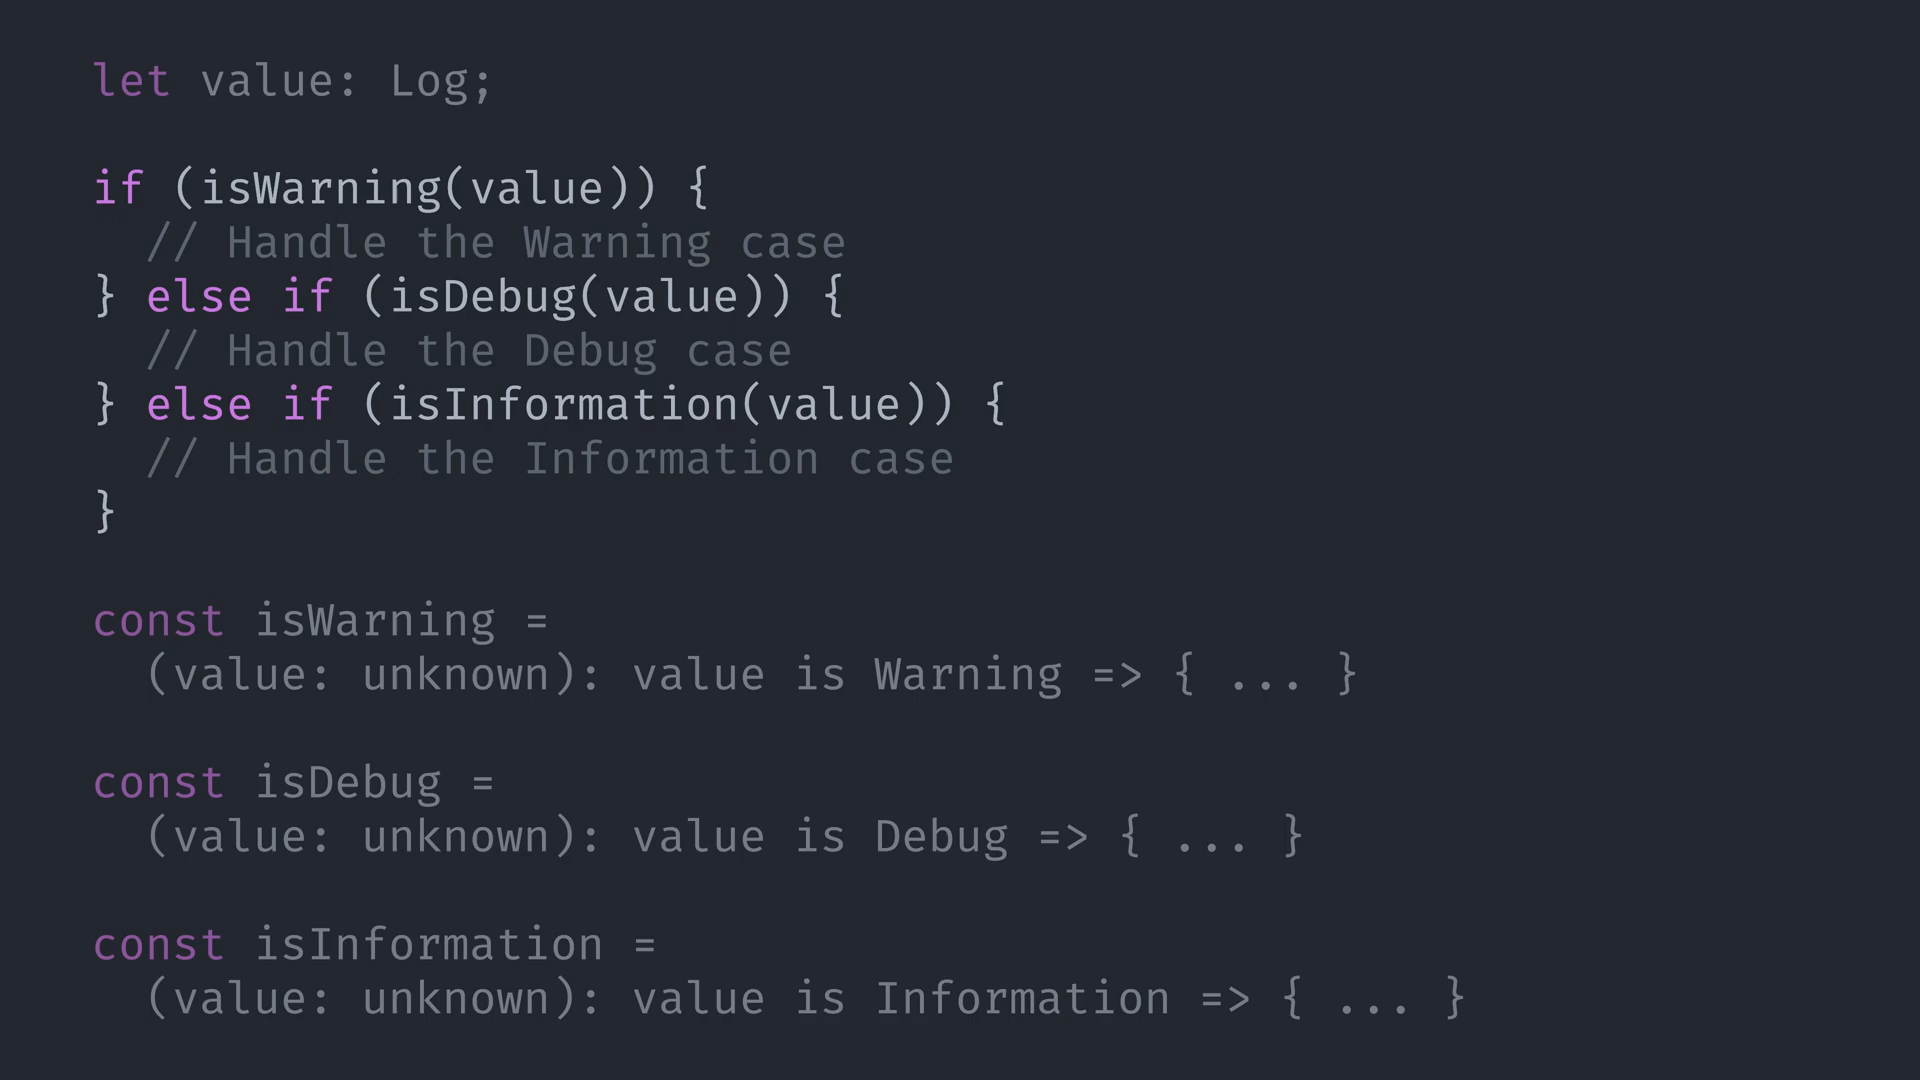 let value: Log;
if (isWarning(value)) {
// Handle the Warning case
} else if (isDebug(value)) {
// Handle the Debug case
} else if (isInformation(value)) {
// Handle the Information case
}
const isWarning =
(value: unknown): value is Warning => { ... }
const isDebug =
(value: unknown): value is Debug => { ... }
const isInformation =
(value: unknown): value is Information => { ... }